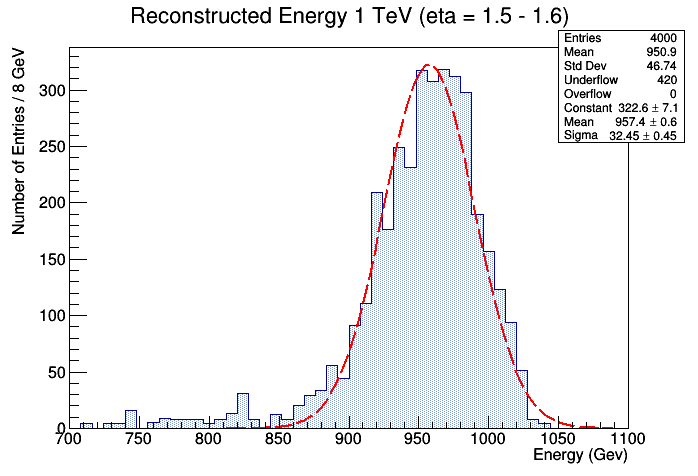 Reconstructed Energy 1 TeV (eta = 1.5 - 1.6)
Entries 4000
Mean 950.9
Std Dev 46.74
Underflow 420
Overflow 0
Constant 322.6 ± 7.1
Mean 957.4 ± 0.6
Sigma 32.45 ± 0.45
Number of Entries / 8 GeV
300
250
200
150
100
50
0
700 750 800 850 900 950 1000 1050 1100
Energy (Gev)